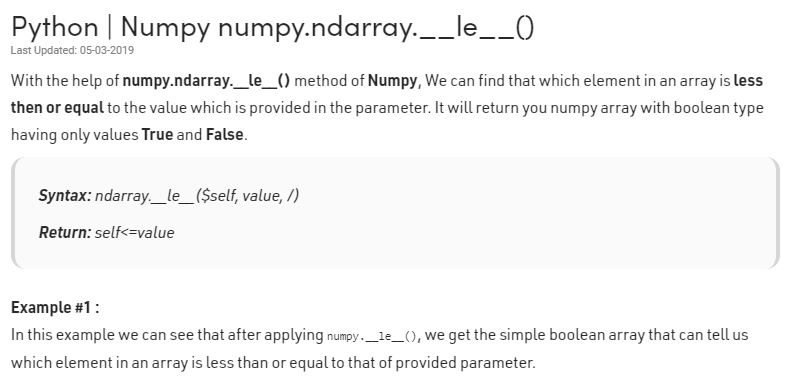 Python | Numpy numpy.ndarray.__le__()
Last Updated: 05-03-2019
With the help of numpy.ndarray.__le__() method of Numpy, We can find that which element in an array is less
then or equal to the value which is provided in the parameter. It will return you numpy array with boolean type
having only values True and False.
Syntax: ndarray.__le__($self, value, /)
Return: self<=value
Example #1 :
In this example we can see that after applying numpy.__le__(), we get the simple boolean array that can tell us
which element in an array is less than or equal to that of provided parameter.